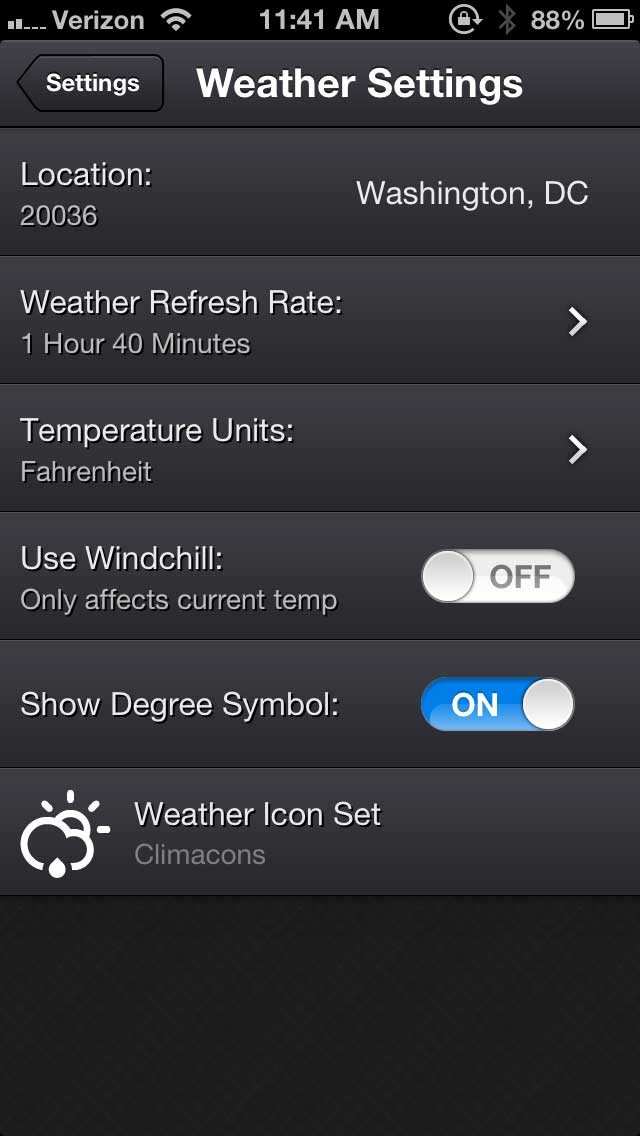 Verizon 11:41 AM 88%
Settings Weather Settings
Location:
20036
Washington, DC
Weather Refresh Rate:
1 Hour 40 Minutes
Temperature Units:
Fahrenheit
Use Windchill:
Only affects current temp
OFF
Show Degree Symbol:
ON
Weather Icon Set
Climacons